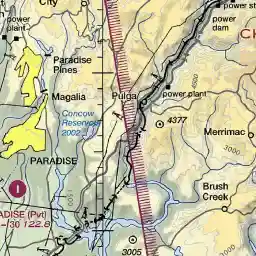 City
power plant
power st
power dam
CH
Paradise
Pines
Pulga
Magalia
Concow
Reservoir
2002
power plant
4377
Merrimac
3000
PARADISE
Brush
Creek
ADISE (Pvt)
- 30 122.8
3005